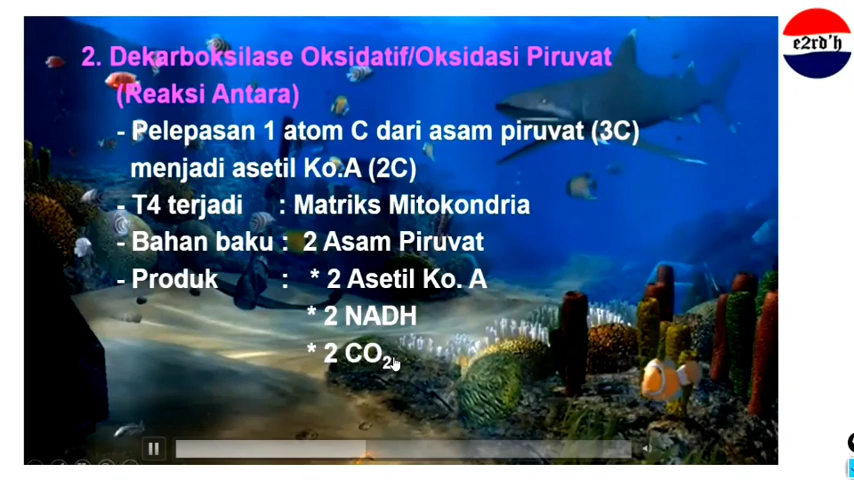 2. Dekarboksilase Oksidatif/Oksidasi Piruvat
(Reaksi Antara)
- Pelepasan 1 atom C dari asam piruvat (3C)
menjadi asetil Ko.A (2C)
- T4 terjadi : Matriks Mitokondria
- Bahan baku : 2 Asam Piruvat
- Produk : * 2 Asetil Ko. A
* 2 NADH
* 2 CO₂
e2rd'h